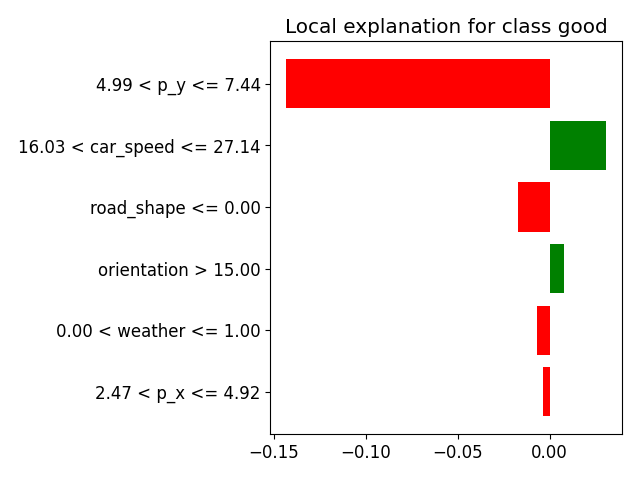 Local explanation for class good
4.99 < p_y <= 7.44
16.03 < car_speed <= 27.14
road_shape <= 0.00
orientation > 15.00
0.00 < weather <= 1.00
2.47 < p_x <= 4.92
−0.15 −0.10 −0.05 0.00